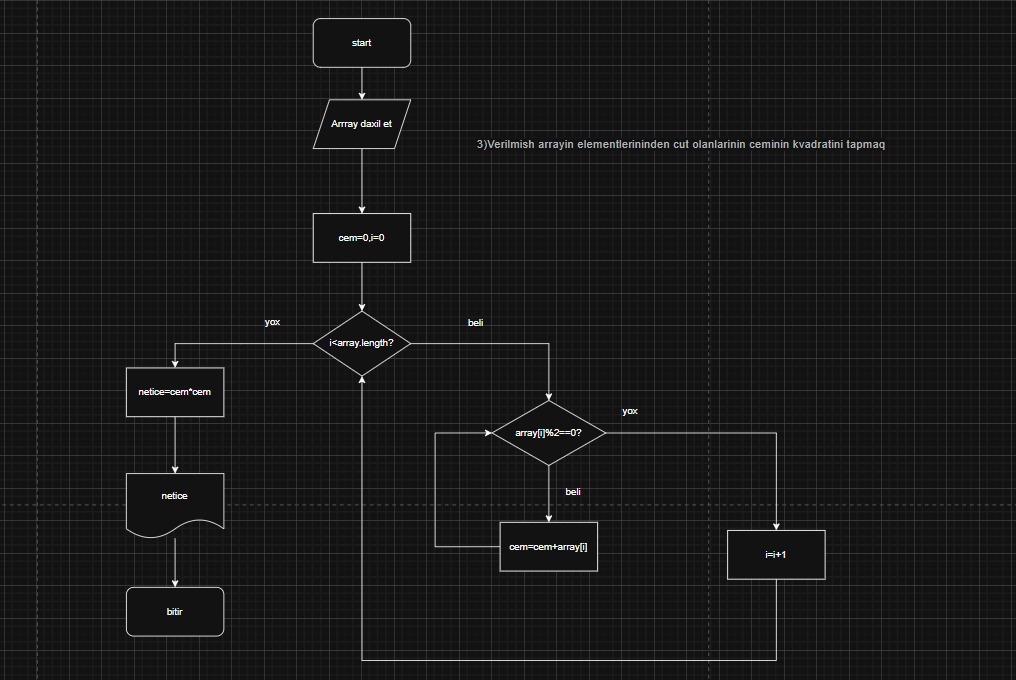 start
Arrray daxil et
3)Verilmish arrayin elementlerininden cut olanlarinin ceminin kvadratini tapmaq
cem=0,i=0
yox
beli
i<array.length?
netice=cem*cem
yox
array[i]%2==0?
netice
beli
cem=cem+array[i]
i=i+1
bitir